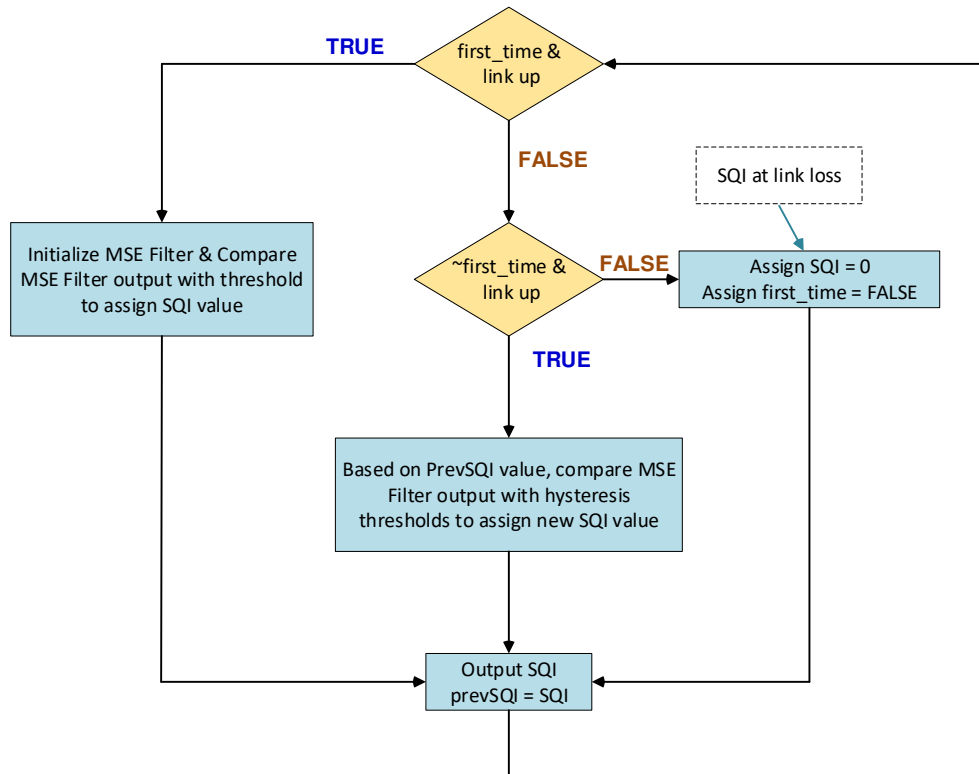 first_time &
link up
TRUE
FALSE
SQI at link loss
Initialize MSE Filter & Compare
MSE Filter output with threshold
to assign SQI value
~first_time &
link up
FALSE
Assign SQI = 0
Assign first_time = FALSE
TRUE
Based on PrevSQI value, compare MSE
Filter output with hysteresis
thresholds to assign new SQI value
Output SQI
prevSQI = SQI